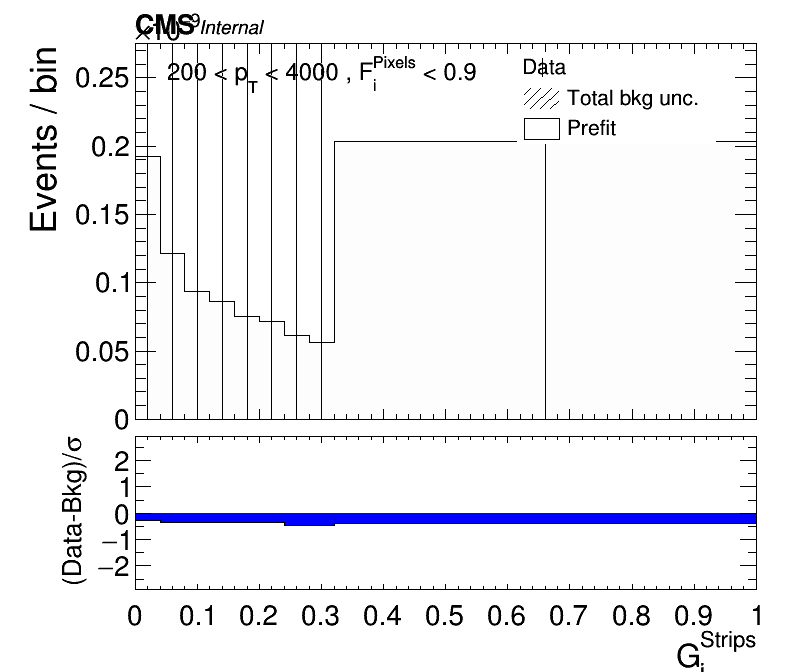 CMS Internal
×10⁻⁹
200 < p_T < 4000 , F_i^Pixels < 0.9
Data
Total bkg unc.
Prefit
Events / bin
0.25
0.2
0.15
0.1
0.05
0
(Data-Bkg)/σ
2
1
0
−1
−2
0 0.1 0.2 0.3 0.4 0.5 0.6 0.7 0.8 0.9 1
G_i^Strips